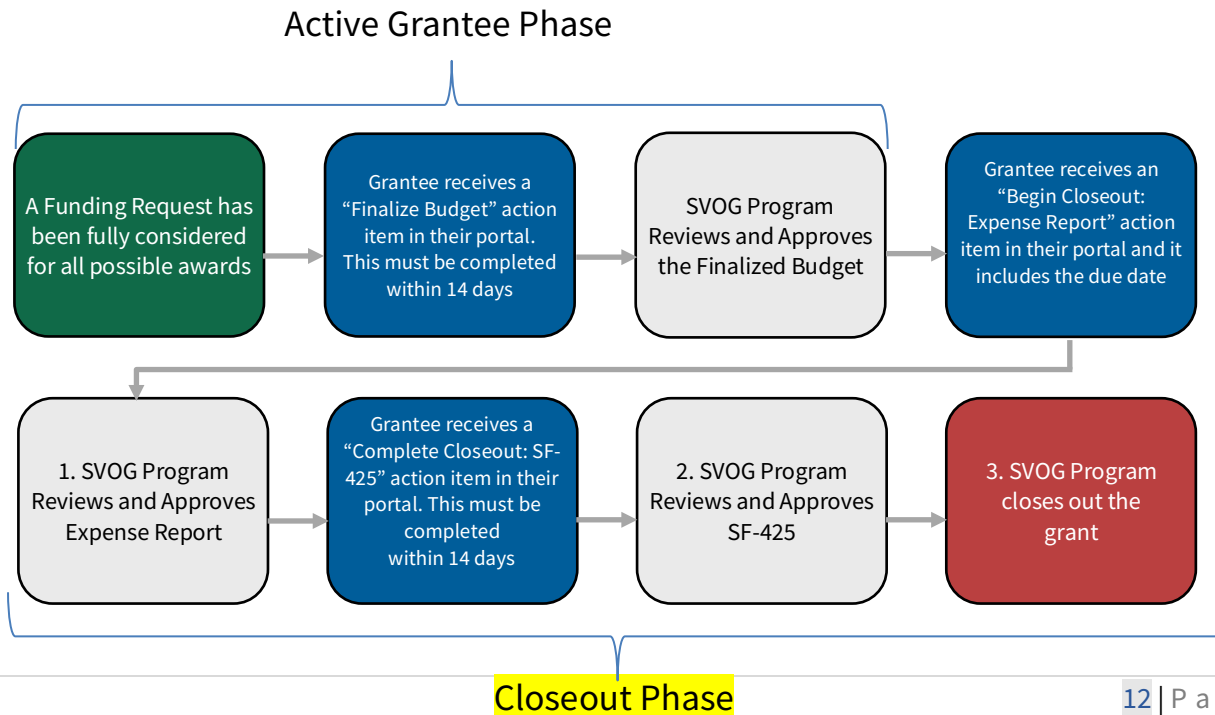 Active Grantee Phase
A Funding Request has
been fully considered
for all possible awards
Grantee receives a
“Finalize Budget” action
item in their portal.
This must be completed
within 14 days
SVOG Program
Reviews and Approves
the Finalized Budget
Grantee receives an
“Begin Closeout:
Expense Report” action
item in their portal and it
includes the due date
1. SVOG Program
Reviews and Approves
Expense Report
Grantee receives a
“Complete Closeout: SF-
425” action item in their
portal. This must be
completed
within 14 days
2. SVOG Program
Reviews and Approves
SF-425
3. SVOG Program
closes out the
grant
Closeout Phase
12 | P a